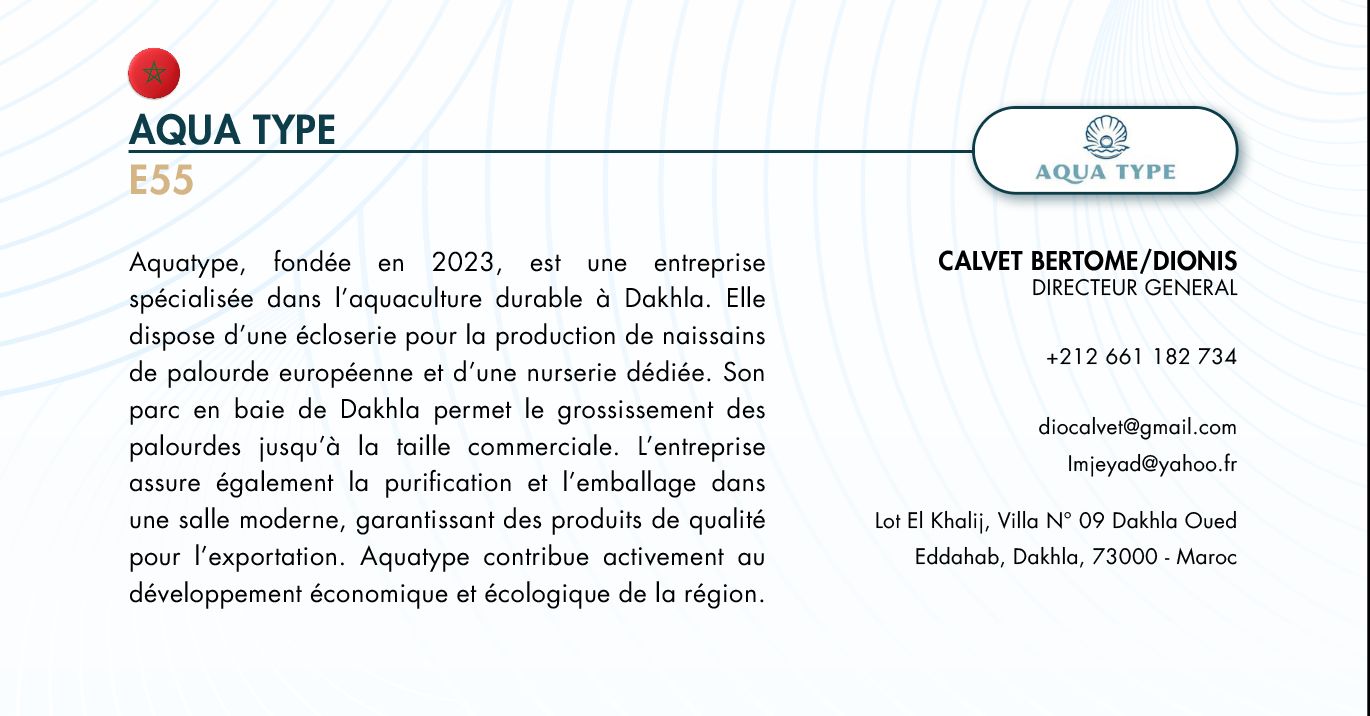 AQUA TYPE
E55
AQUA TYPE
Aquatype, fondée en 2023, est une entreprise
spécialisée dans l’aquaculture durable à Dakhla. Elle
dispose d’une écloserie pour la production de naissains
de palourde européenne et d’une nurserie dédiée. Son
parc en baie de Dakhla permet le grossissement des
palourdes jusqu’à la taille commerciale. L’entreprise
assure également la purification et l’emballage dans
une salle moderne, garantissant des produits de qualité
pour l’exportation. Aquatype contribue activement au
développement économique et écologique de la région.
CALVET BERTOME/DIONIS
DIRECTEUR GENERAL
+212 661 182 734
diocalvet@gmail.com
lmjeyad@yahoo.fr
Lot El Khalij, Villa N° 09 Dakhla Oued
Eddahab, Dakhla, 73000 - Maroc